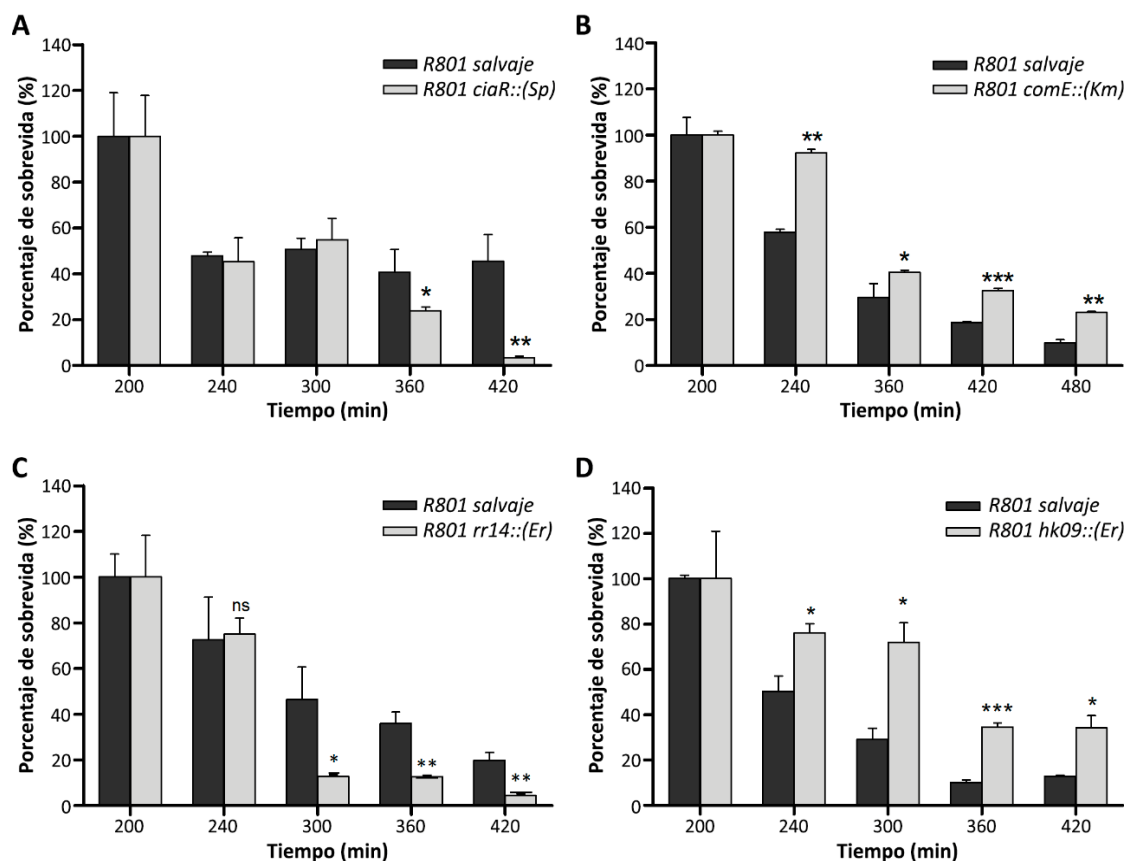 A
Porcentaje de sobrevida (%)
140
120
100
80
60
40
20
0
R801 salvaje
R801 ciaR::(Sp)
*
**
200 240 300 360 420
Tiempo (min)
B
Porcentaje de sobrevida (%)
140
120
100
80
60
40
20
0
R801 salvaje
R801 comE::(Km)
**
*
***
**
200 240 360 420 480
Tiempo (min)
C
Porcentaje de sobrevida (%)
140
120
100
80
60
40
20
0
R801 salvaje
R801 rr14::(Er)
ns
*
**
**
200 240 300 360 420
Tiempo (min)
D
Porcentaje de sobrevida (%)
140
120
100
80
60
40
20
0
R801 salvaje
R801 hk09::(Er)
*
*
***
*
200 240 300 360 420
Tiempo (min)